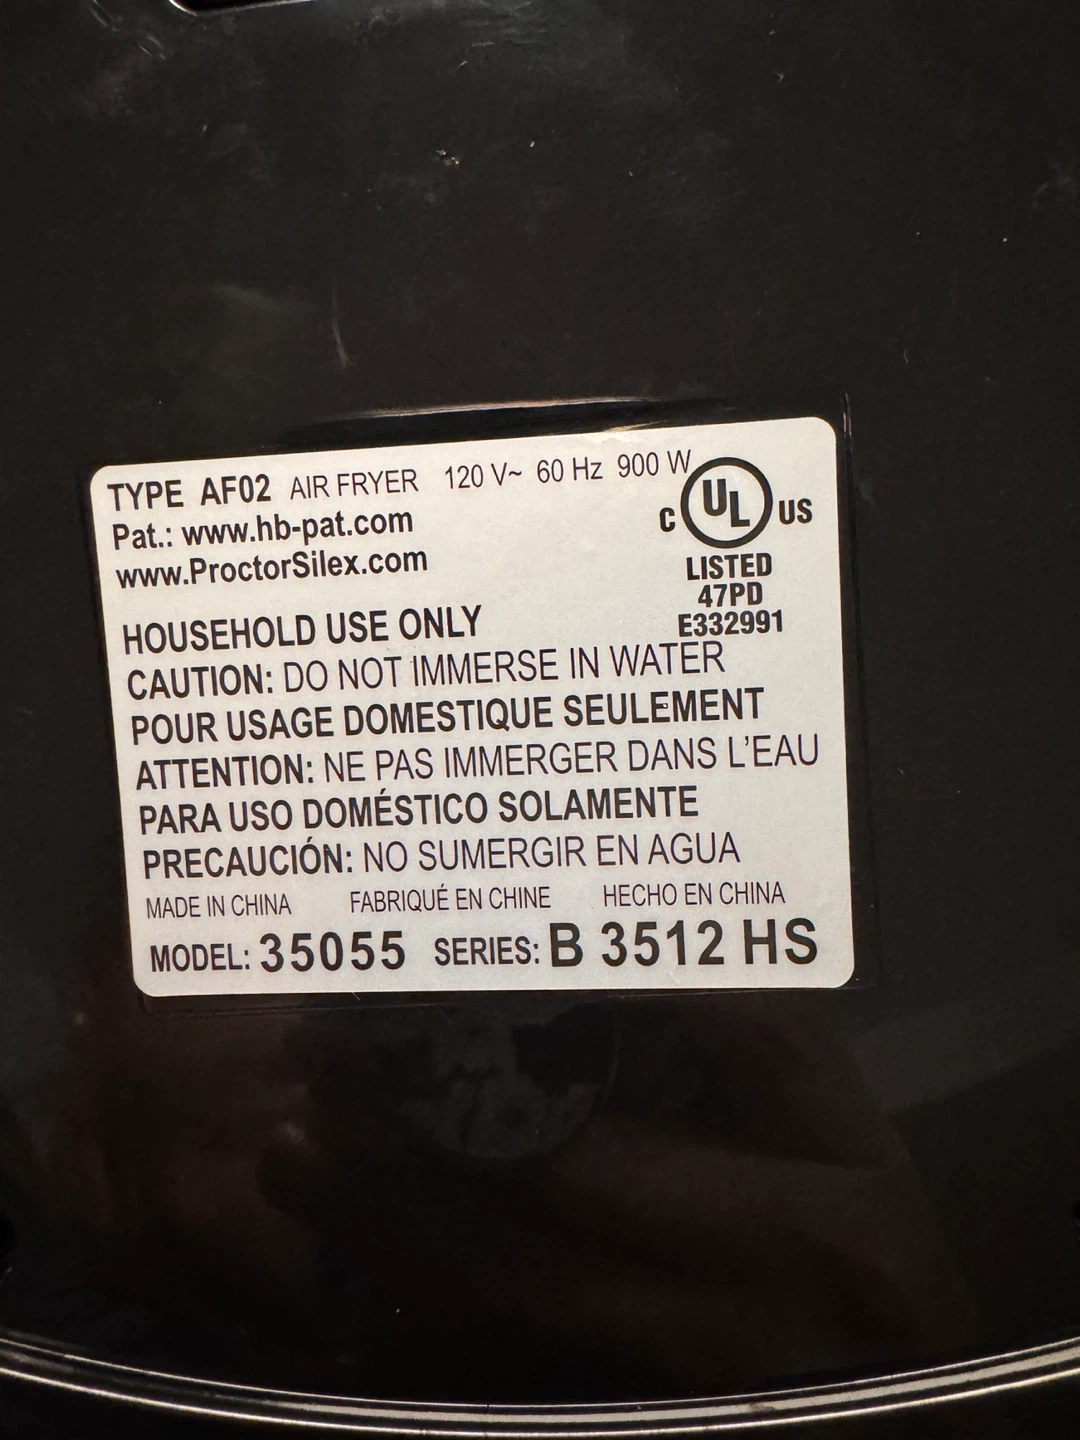 TYPE AF02 AIR FRYER 120 V~ 60 Hz 900 W
Pat.: www.hb-pat.com
www.ProctorSilex.com
C UL US
LISTED
47PD
E332991
HOUSEHOLD USE ONLY
CAUTION: DO NOT IMMERSE IN WATER
POUR USAGE DOMESTIQUE SEULEMENT
ATTENTION: NE PAS IMMERGER DANS L'EAU
PARA USO DOMÉSTICO SOLAMENTE
PRECAUCIÓN: NO SUMERGIR EN AGUA
MADE IN CHINA FABRIQUÉ EN CHINE HECHO EN CHINA
MODEL: 35055 SERIES: B 3512 HS